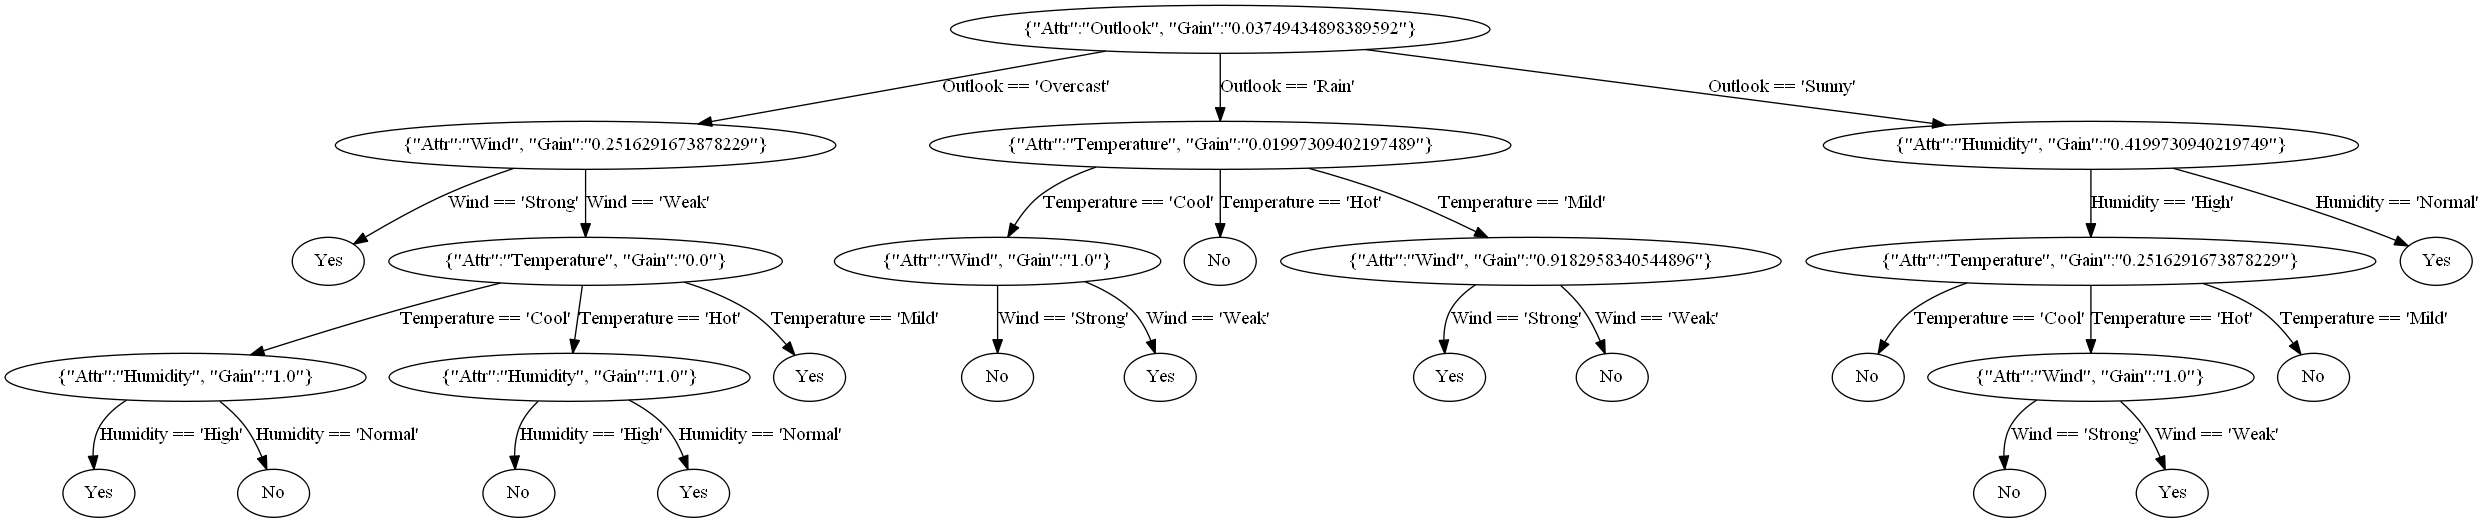 {"Attr":"Outlook", "Gain":"0.03749434898389592"}
Outlook == 'Overcast'
Outlook == 'Rain'
Outlook == 'Sunny'
{"Attr":"Wind", "Gain":"0.2516291673878229"}
{"Attr":"Temperature", "Gain":"0.01997309402197489"}
{"Attr":"Humidity", "Gain":"0.4199730940219749"}
Wind == 'Strong'
Wind == 'Weak'
Temperature == 'Cool'
Temperature == 'Hot'
Temperature == 'Mild'
Humidity == 'High'
Humidity == 'Normal'
Yes
{"Attr":"Temperature", "Gain":"0.0"}
{"Attr":"Wind", "Gain":"1.0"}
No
{"Attr":"Wind", "Gain":"0.9182958340544896"}
{"Attr":"Temperature", "Gain":"0.2516291673878229"}
Yes
Temperature == 'Cool'
Temperature == 'Hot'
Temperature == 'Mild'
Wind == 'Strong'
Wind == 'Weak'
Wind == 'Strong'
Wind == 'Weak'
Temperature == 'Cool'
Temperature == 'Hot'
Temperature == 'Mild'
{"Attr":"Humidity", "Gain":"1.0"}
{"Attr":"Humidity", "Gain":"1.0"}
Yes
No
Yes
Yes
No
No
{"Attr":"Wind", "Gain":"1.0"}
No
Humidity == 'High'
Humidity == 'Normal'
Humidity == 'High'
Humidity == 'Normal'
Wind == 'Strong'
Wind == 'Weak'
Yes
No
No
Yes
No
Yes